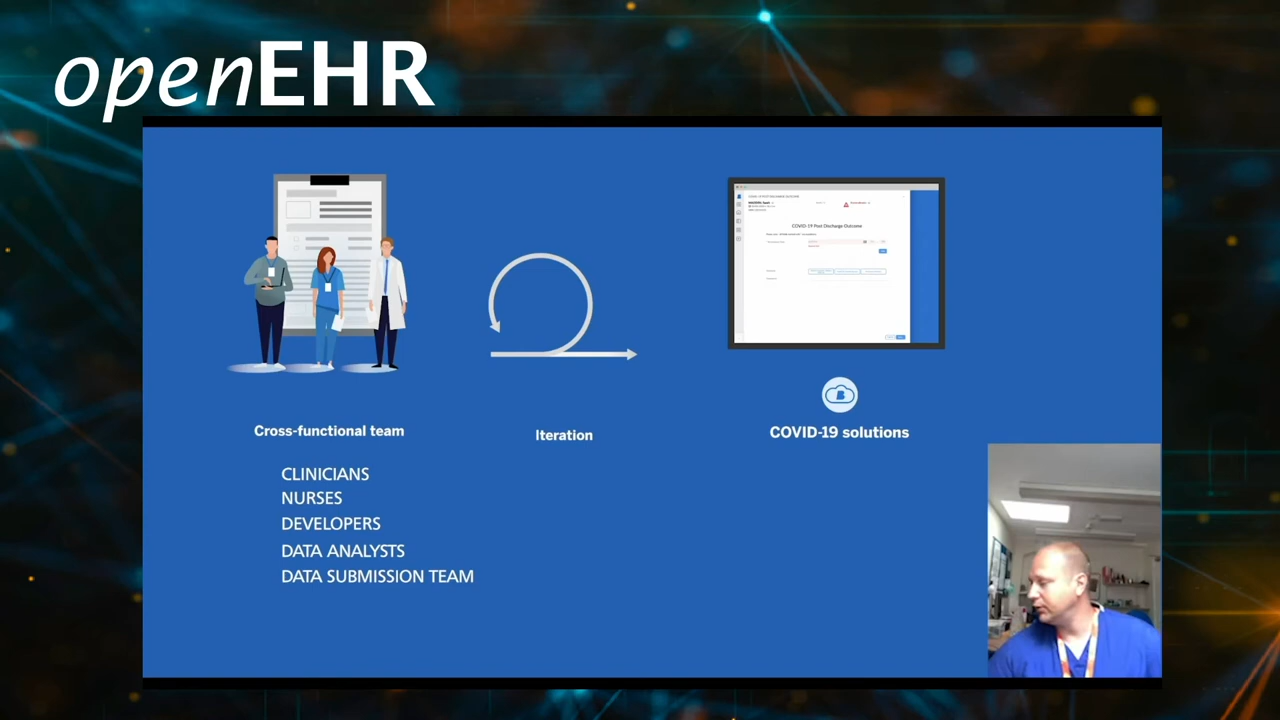 openEHR
COVID-19 Post Discharge Outcome
Cross-functional team
Iteration
COVID-19 solutions
CLINICIANS
NURSES
DEVELOPERS
DATA ANALYSTS
DATA SUBMISSION TEAM